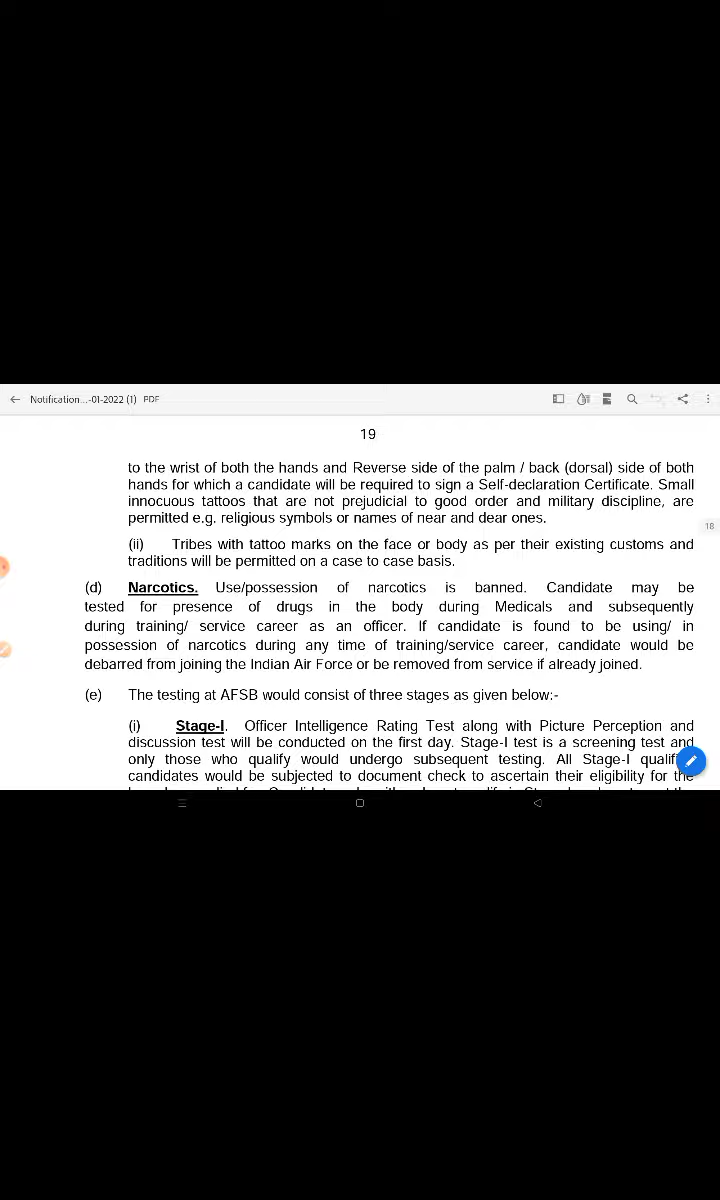 Notification...-01-2022 (1) PDF
19
to the wrist of both the hands and Reverse side of the palm / back (dorsal) side of both
hands for which a candidate will be required to sign a Self-declaration Certificate. Small
innocuous tattoos that are not prejudicial to good order and military discipline, are
permitted e.g. religious symbols or names of near and dear ones.
18
(ii) Tribes with tattoo marks on the face or body as per their existing customs and
traditions will be permitted on a case to case basis.
(d) Narcotics. Use/possession of narcotics is banned. Candidate may be
tested for presence of drugs in the body during Medicals and subsequently
during training/ service career as an officer. If candidate is found to be using/ in
possession of narcotics during any time of training/service career, candidate would be
debarred from joining the Indian Air Force or be removed from service if already joined.
(e) The testing at AFSB would consist of three stages as given below:-
(i) Stage-I. Officer Intelligence Rating Test along with Picture Perception and
discussion test will be conducted on the first day. Stage-I test is a screening test and
only those who qualify would undergo subsequent testing. All Stage-I
candidates would be subjected to document check to ascertain their eligibility for the